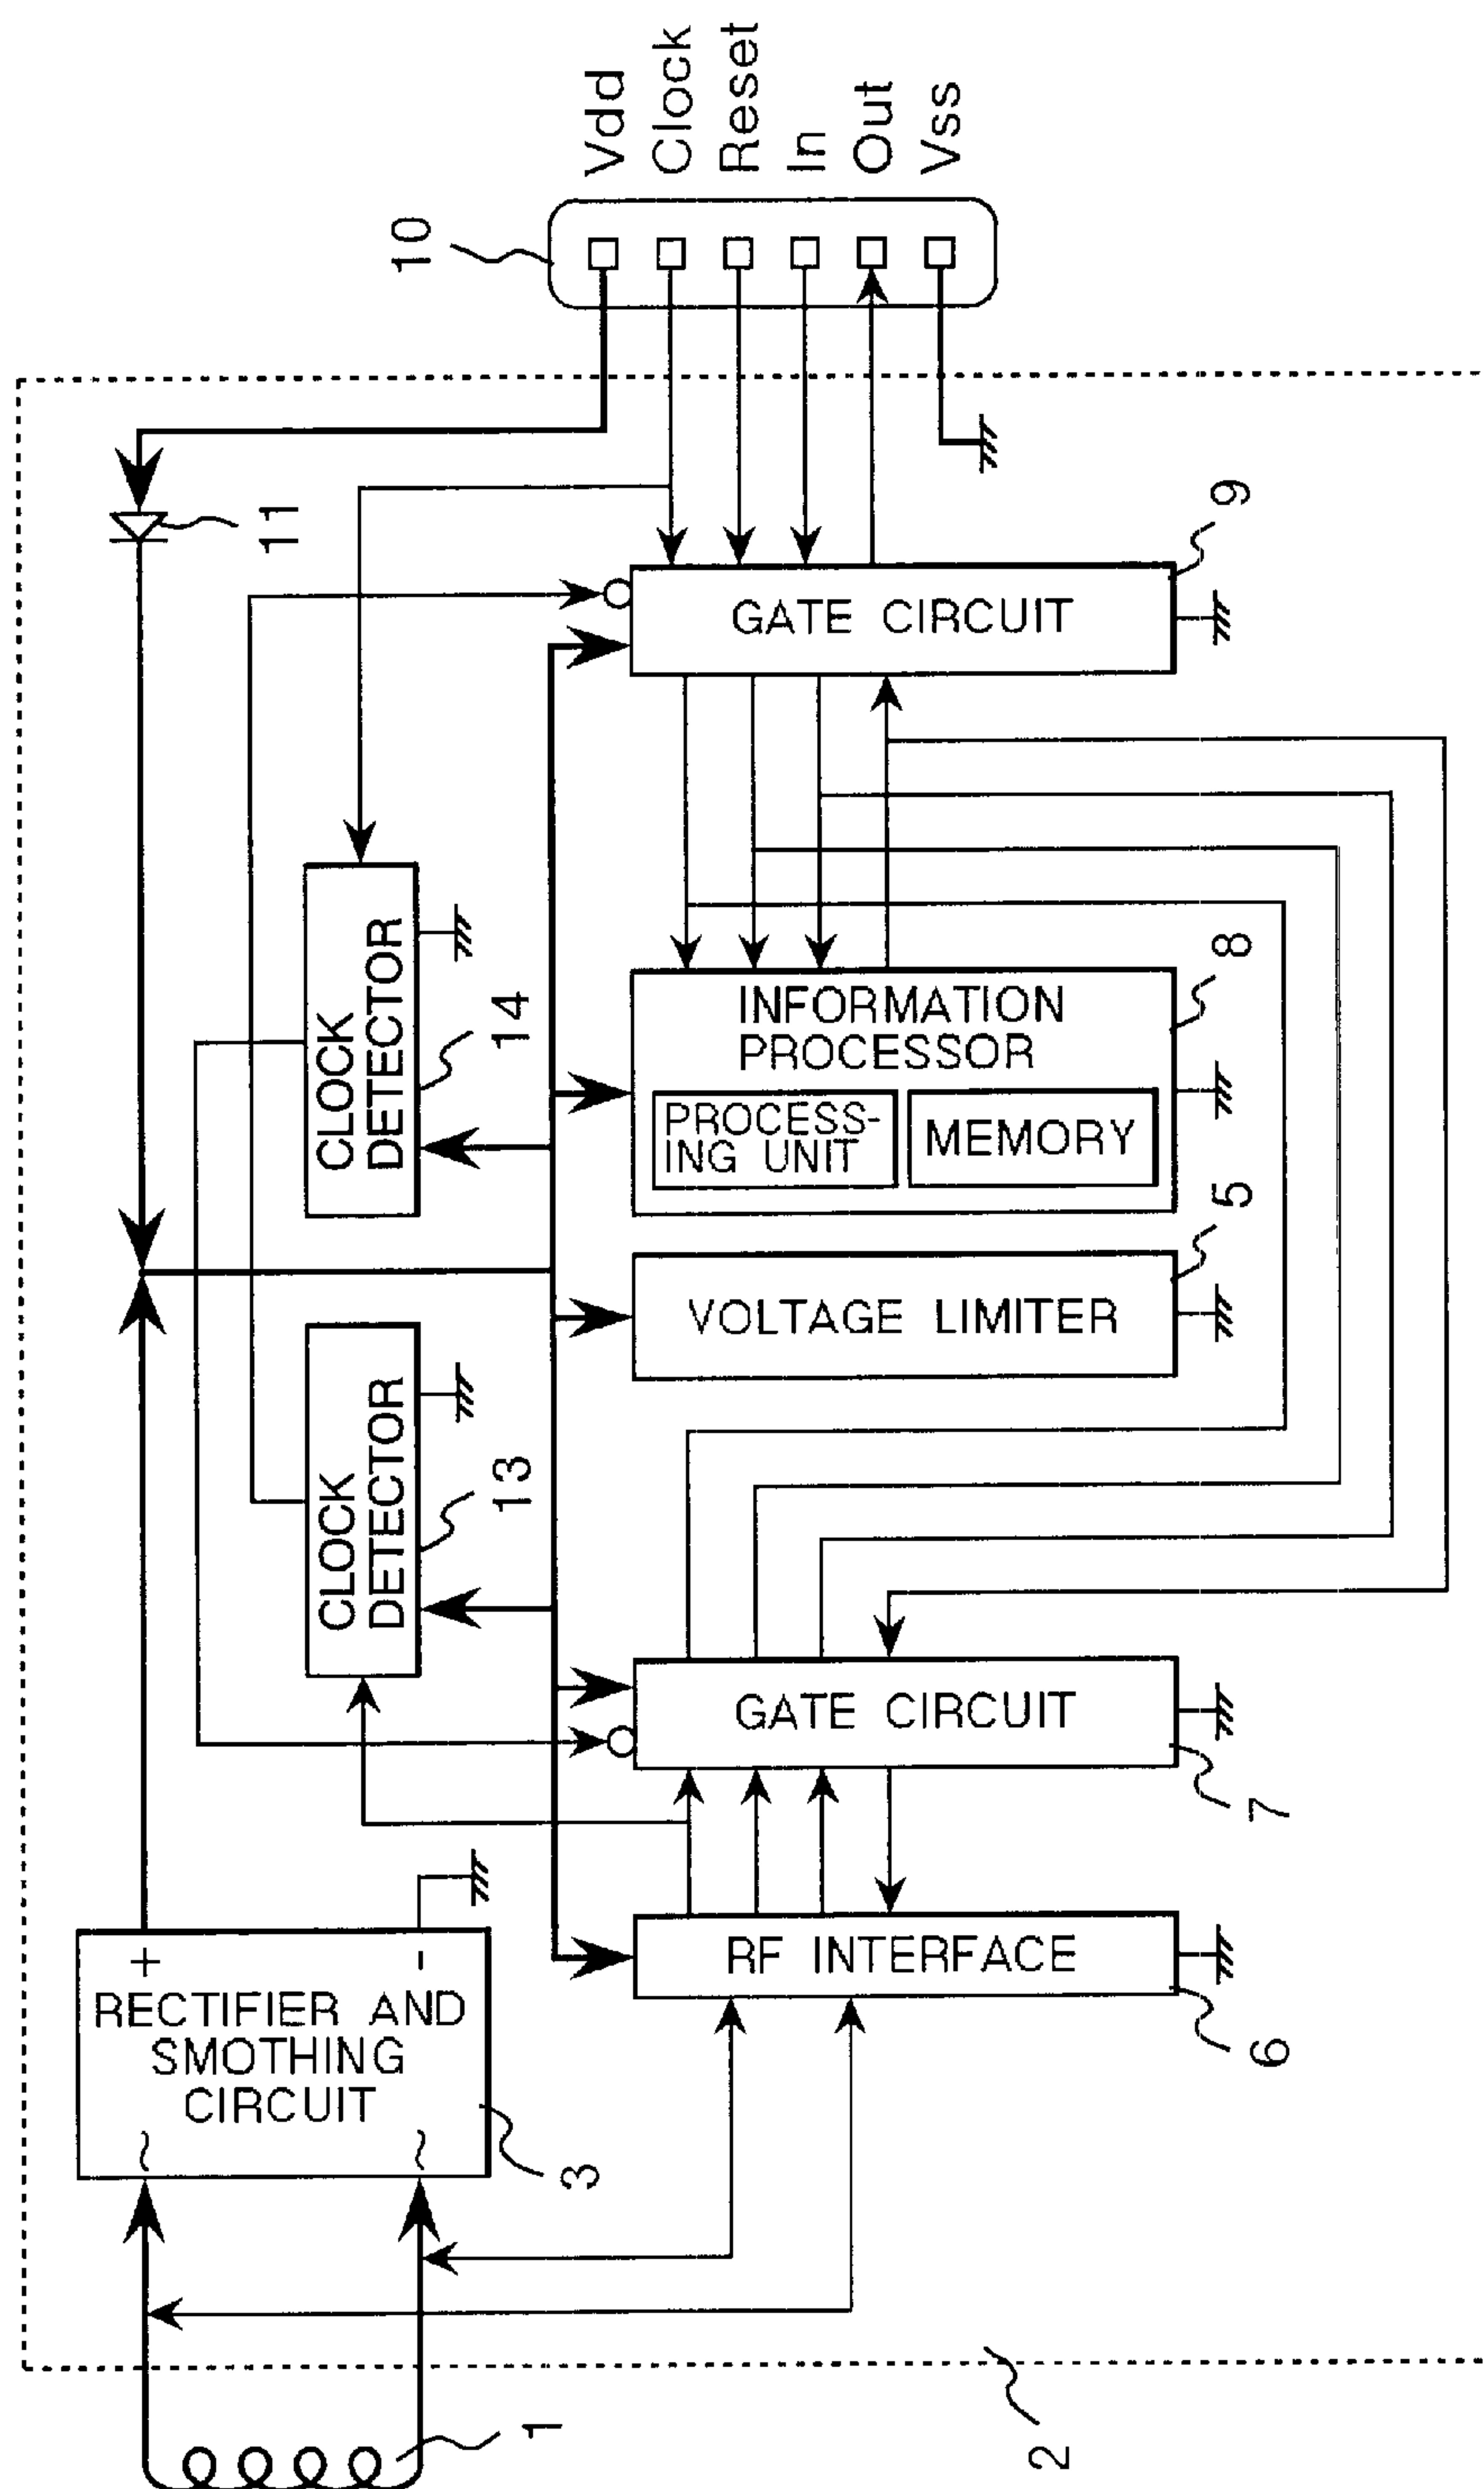 1
2
RECTIFIER AND
SMOTHING
CIRCUIT
~
~
+
-
3
RF INTERFACE
6
GATE CIRCUIT
7
CLOCK
DETECTOR
13
VOLTAGE LIMITER
5
CLOCK
DETECTOR
14
INFORMATION
PROCESSOR
PROCESS-
ING UNIT
MEMORY
8
GATE CIRCUIT
9
11
10
Vdd
Clock
Reset
In
Out
Vss